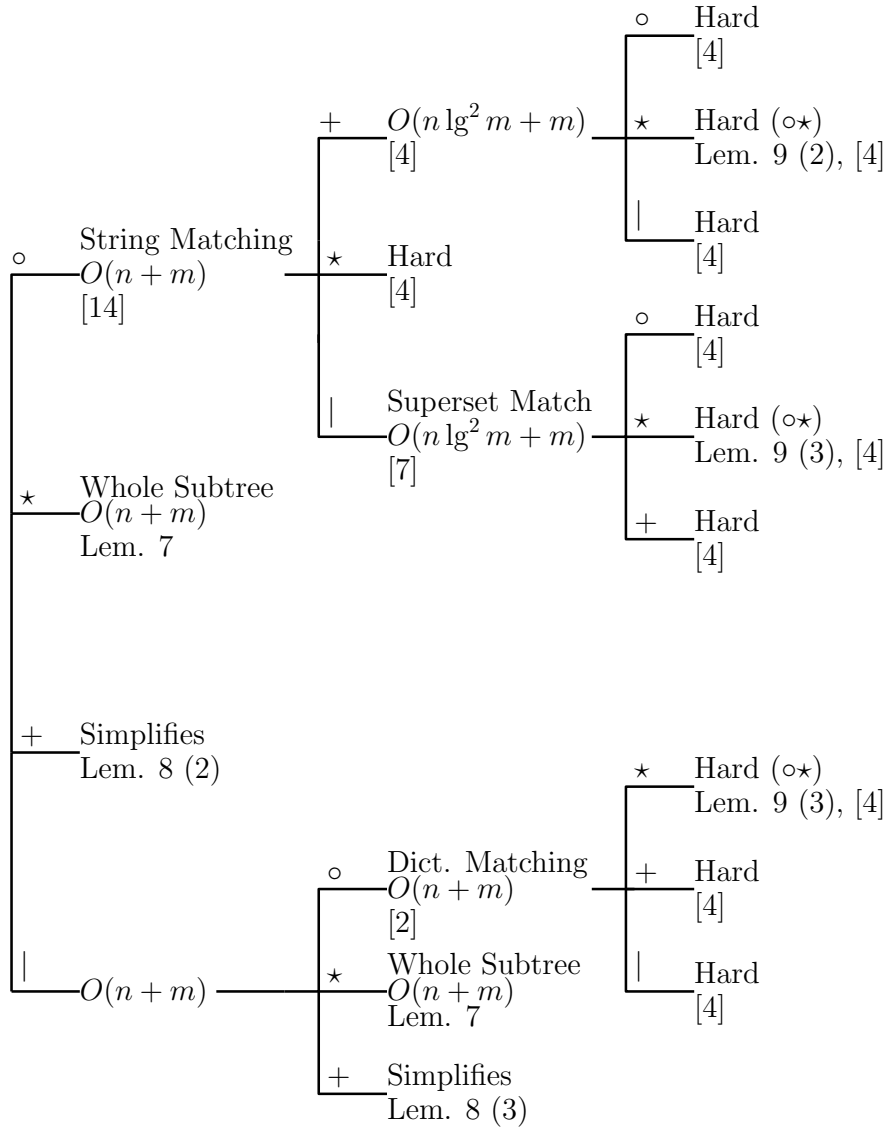 ∘
Hard
[4]
+
O(n lg² m + m)
[4]
⋆
Hard (∘⋆)
Lem. 9 (2), [4]
|
Hard
[4]
∘
String Matching
O(n + m)
[14]
⋆
Hard
[4]
∘
Hard
[4]
|
Superset Match
O(n lg² m + m)
[7]
⋆
Hard (∘⋆)
Lem. 9 (3), [4]
+
Hard
[4]
⋆
Whole Subtree
O(n + m)
Lem. 7
+
Simplifies
Lem. 8 (2)
⋆
Hard (∘⋆)
Lem. 9 (3), [4]
∘
Dict. Matching
O(n + m)
[2]
+
Hard
[4]
|
Hard
[4]
|
O(n + m)
⋆
Whole Subtree
O(n + m)
Lem. 7
+
Simplifies
Lem. 8 (3)